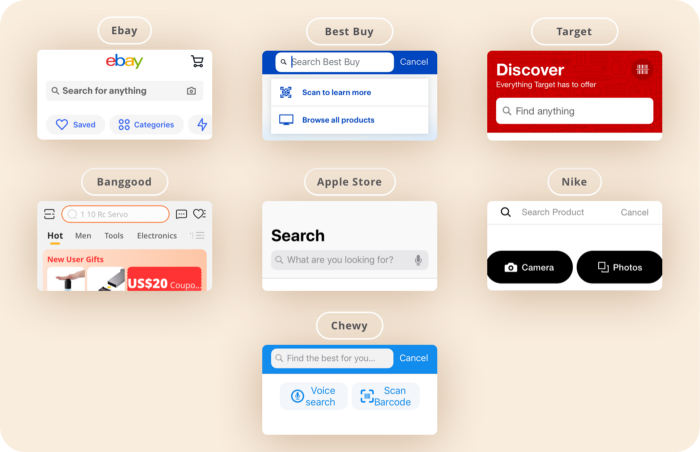 Ebay
ebay
Search for anything
Saved
Categories
Best Buy
Search Best Buy
Cancel
Scan to learn more
Browse all products
Target
Discover
Everything Target has to offer
Find anything
Banggood
1 10 Rc Servo
Hot Men Tools Electronics
New User Gifts
US$20 Coupo...
Apple Store
Search
What are you looking for?
Nike
Search Product
Cancel
Camera
Photos
Chewy
Find the best for you...
Cancel
Voice
search
Scan
Barcode